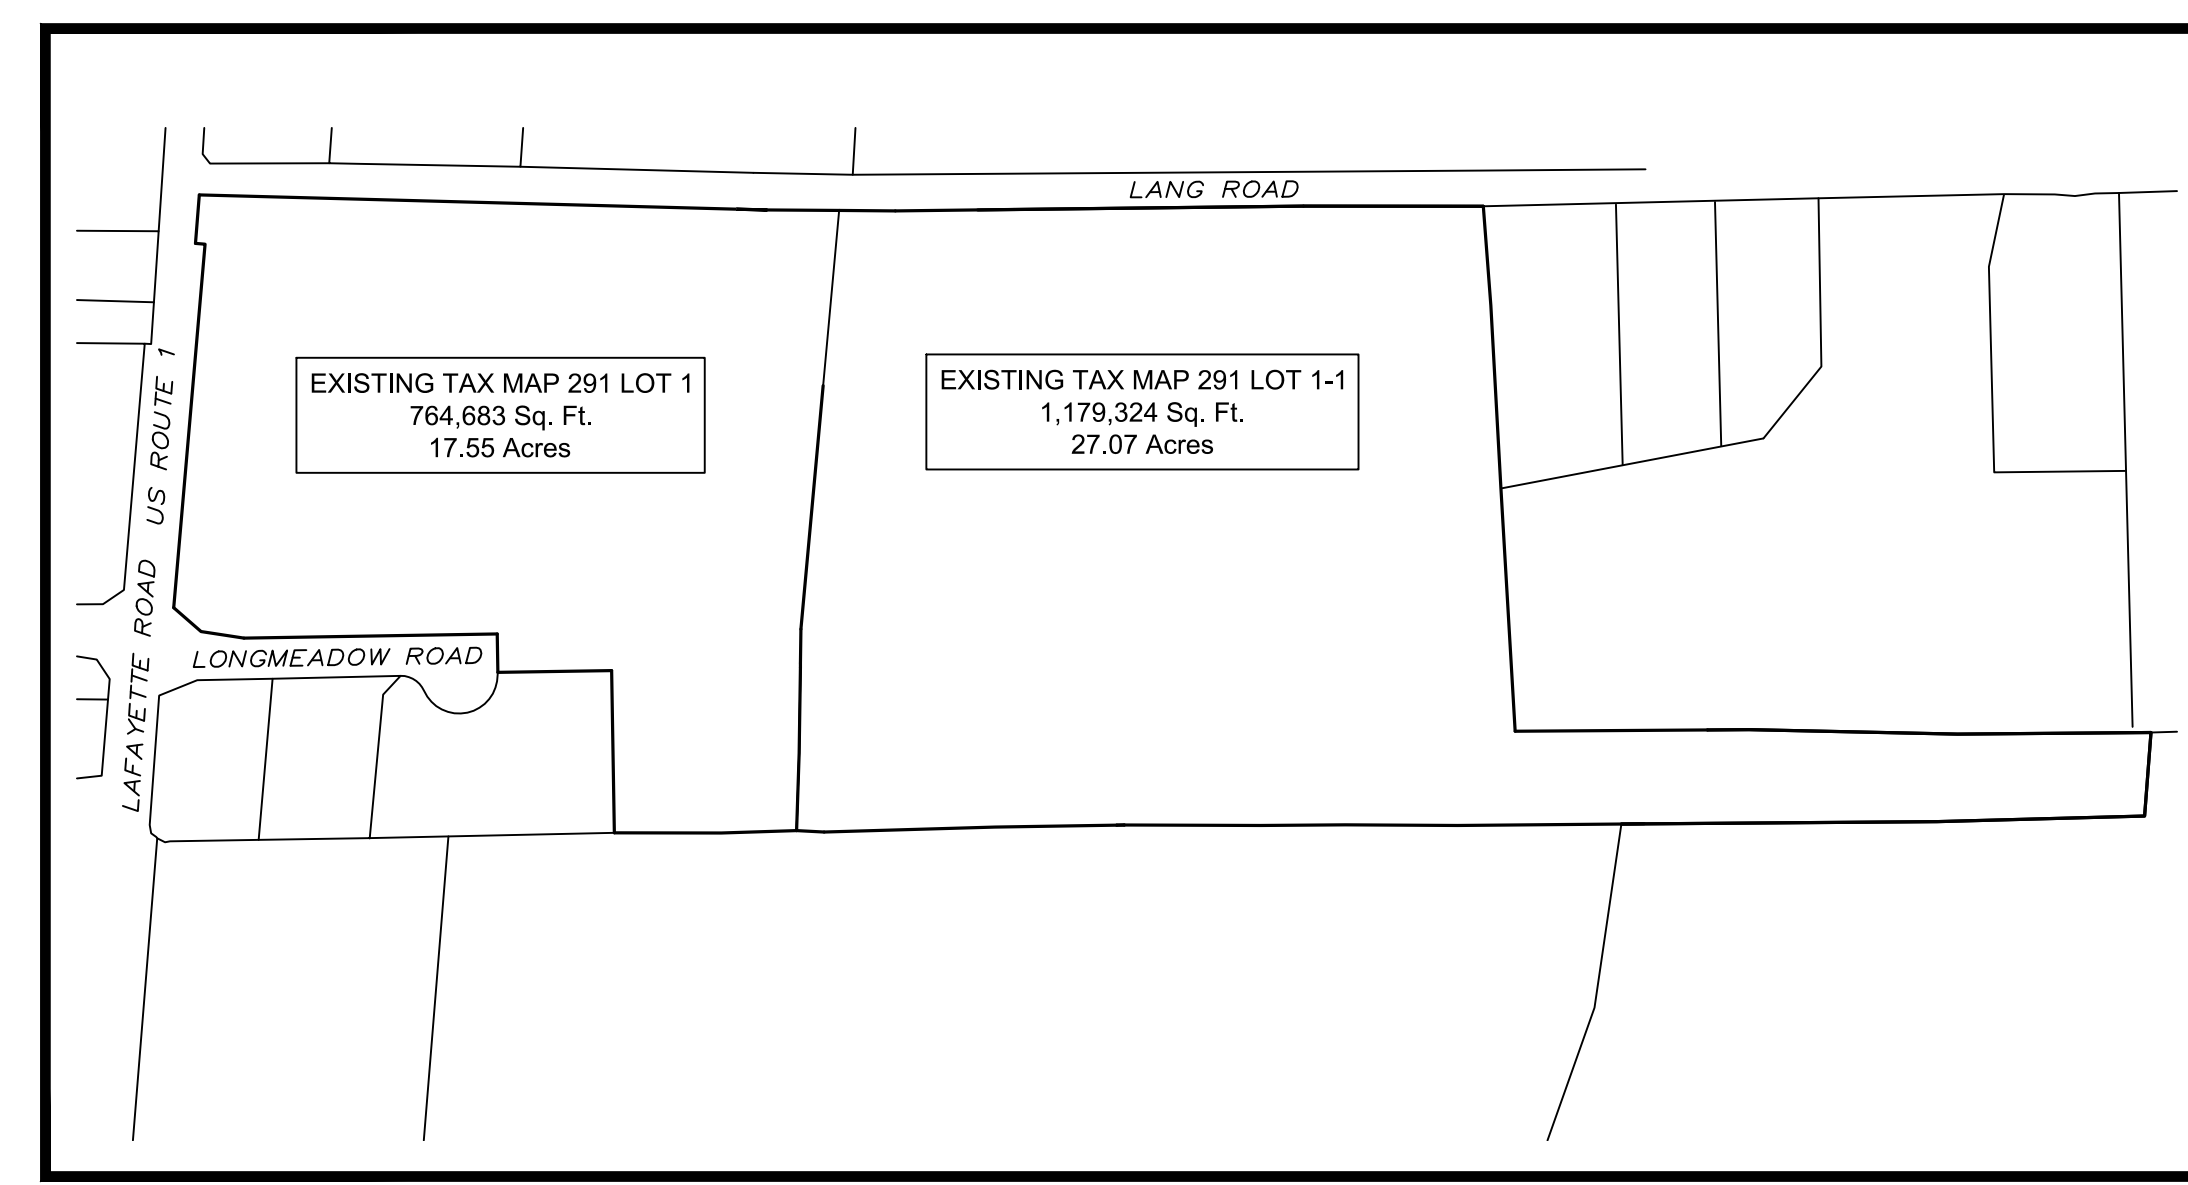 LANG ROAD
EXISTING TAX MAP 291 LOT 1
764,683 Sq. Ft.
17.55 Acres
EXISTING TAX MAP 291 LOT 1-1
1,179,324 Sq. Ft.
27.07 Acres
LAFAYETTE ROAD US ROUTE 1
LONGMEADOW ROAD